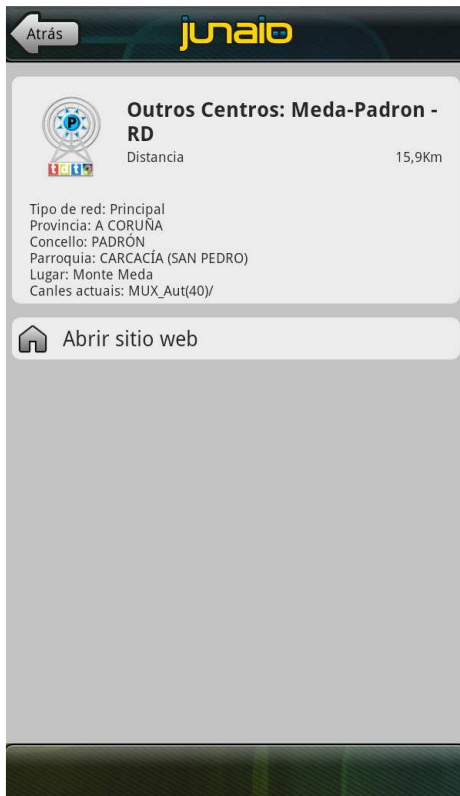 Atrás
junaio
Outros Centros: Meda-Padron -
RD
Distancia 15,9Km
P
tdtg
Tipo de red: Principal
Provincia: A CORUÑA
Concello: PADRÓN
Parroquia: CARCACÍA (SAN PEDRO)
Lugar: Monte Meda
Canles actuais: MUX_Aut(40)/
Abrir sitio web